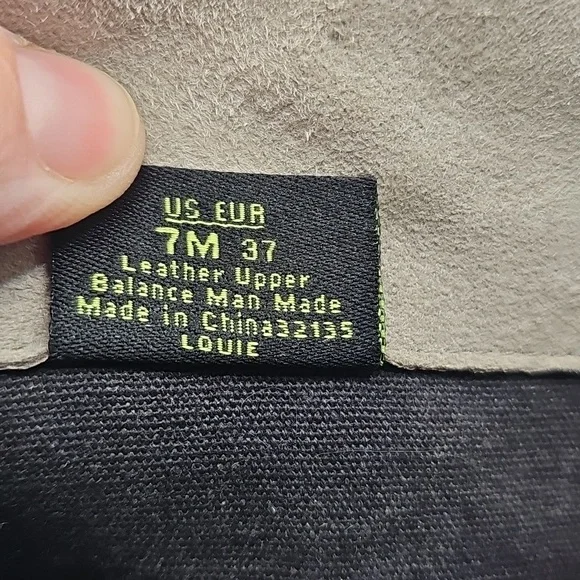 US EUR
7M 37
Leather Upper
Balance Man Made
Made in China32135
LOUIE